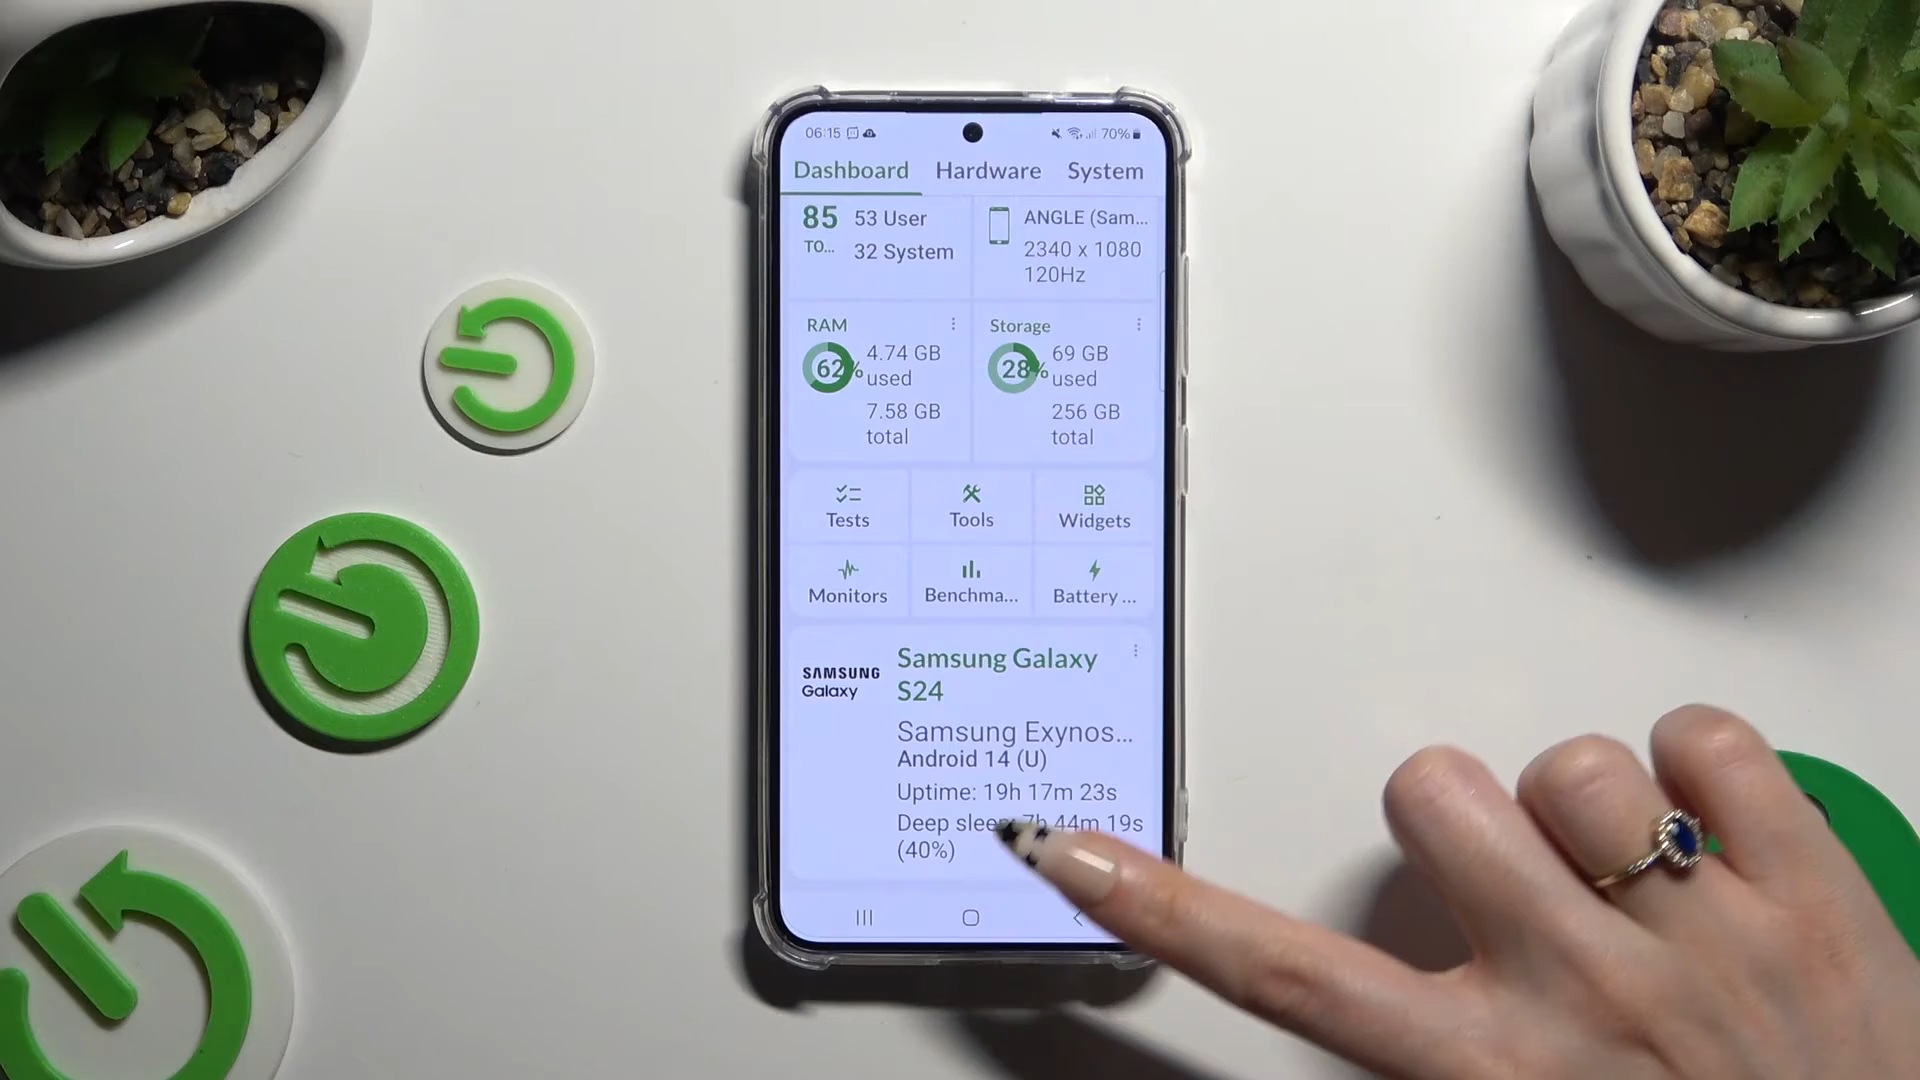 06:15 70%
Dashboard Hardware System
85 53 User
TO... 32 System
ANGLE (Sam...
2340 x 1080
120Hz
RAM
62%
4.74 GB
used
7.58 GB
total
Storage
28%
69 GB
used
256 GB
total
Tests Tools Widgets
Monitors Benchma... Battery ...
SAMSUNG
Galaxy
Samsung Galaxy
S24
Samsung Exynos...
Android 14 (U)
Uptime: 19h 17m 23s
Deep sleep: 7h 44m 19s
(40%)